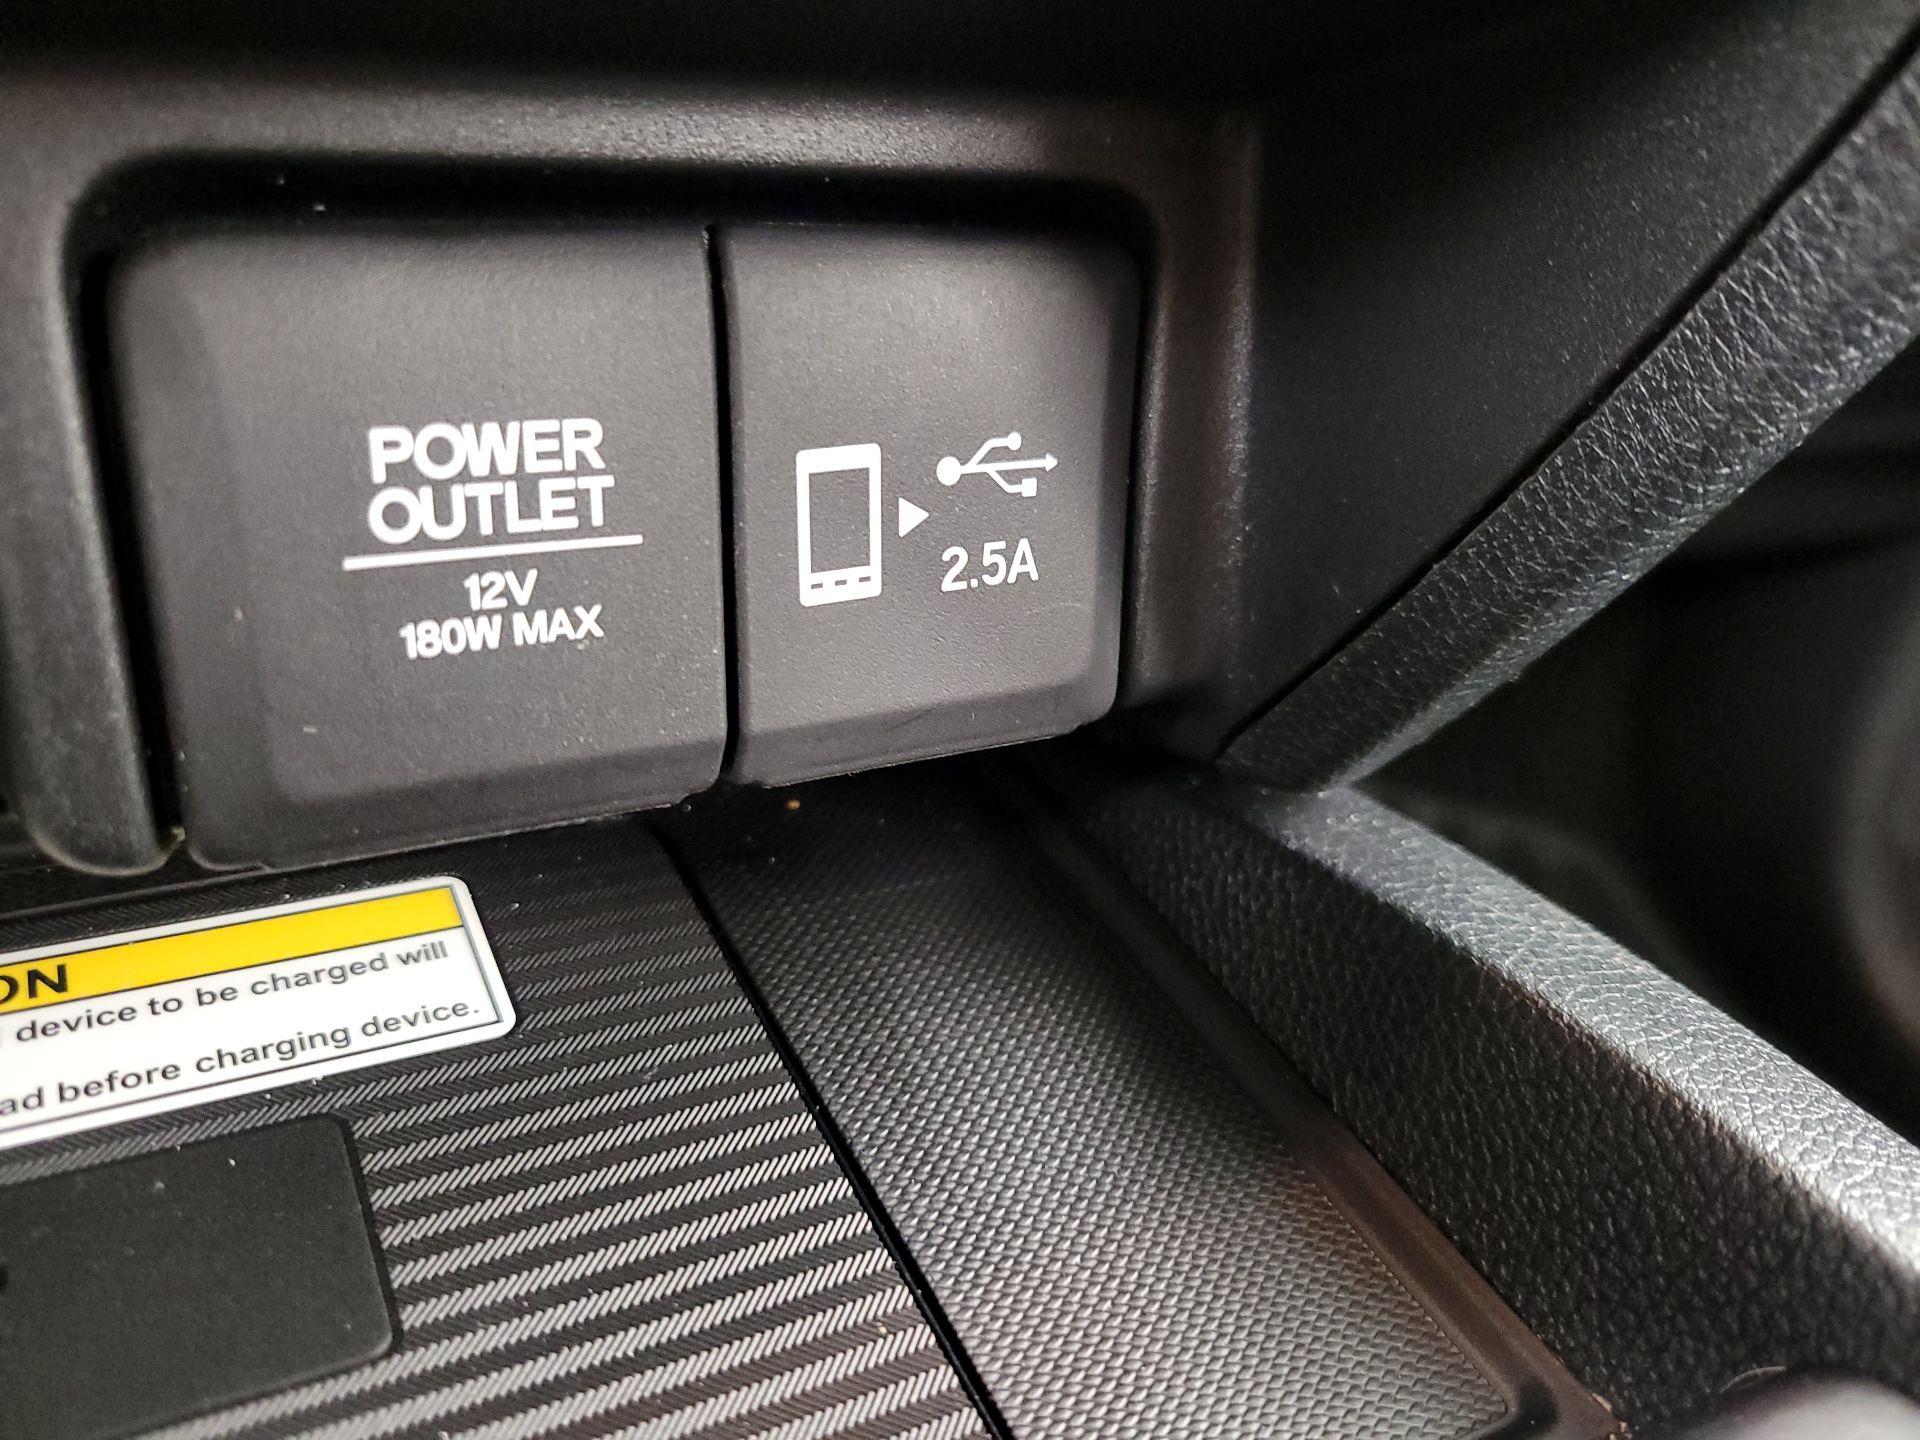 POWER
OUTLET
12V
180W MAX
2.5A
device to be charged will
before charging device.